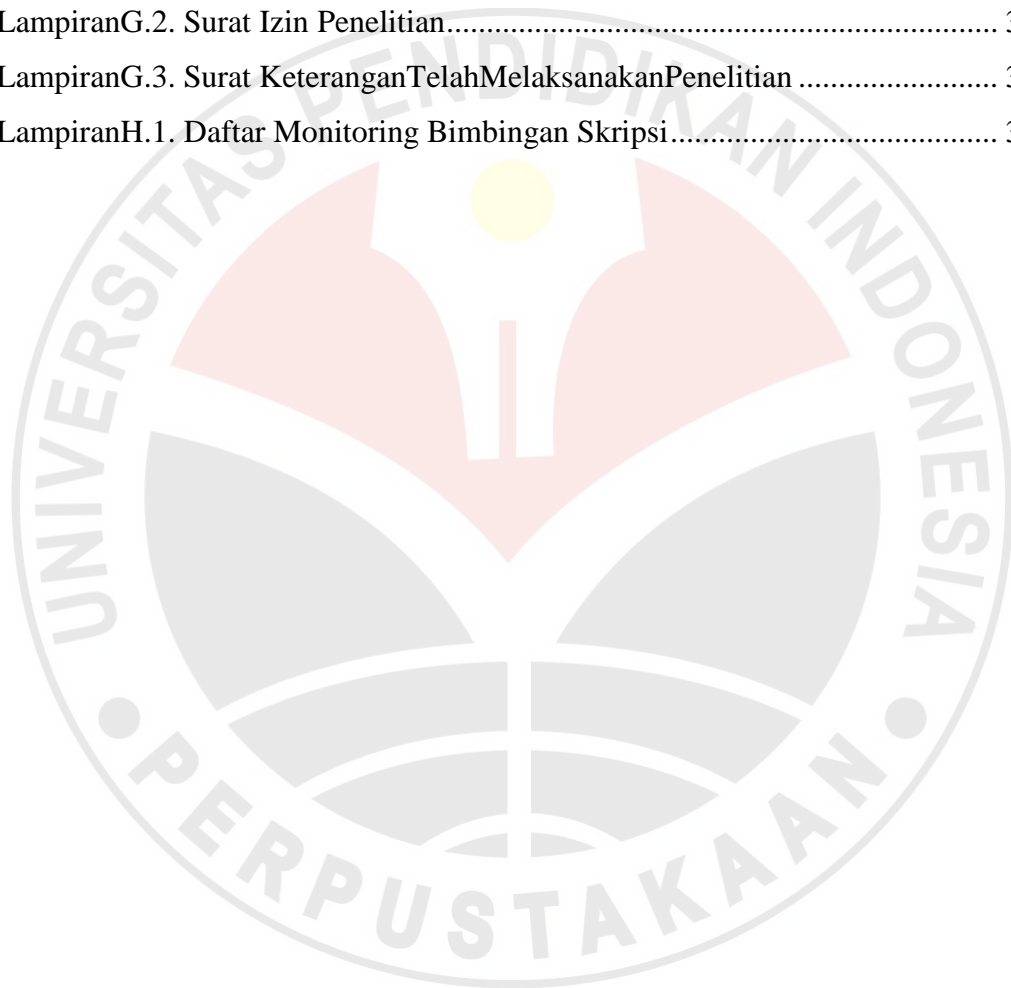 LampiranG.2. Surat Izin Penelitian.................................................................... 3
LampiranG.3. Surat KeteranganTelahMelaksanakanPenelitian ......................... 3
LampiranH.1. Daftar Monitoring Bimbingan Skripsi........................................ 3
UNIVERSITAS PENDIDIKAN INDONESIA
PERPUSTAKAAN